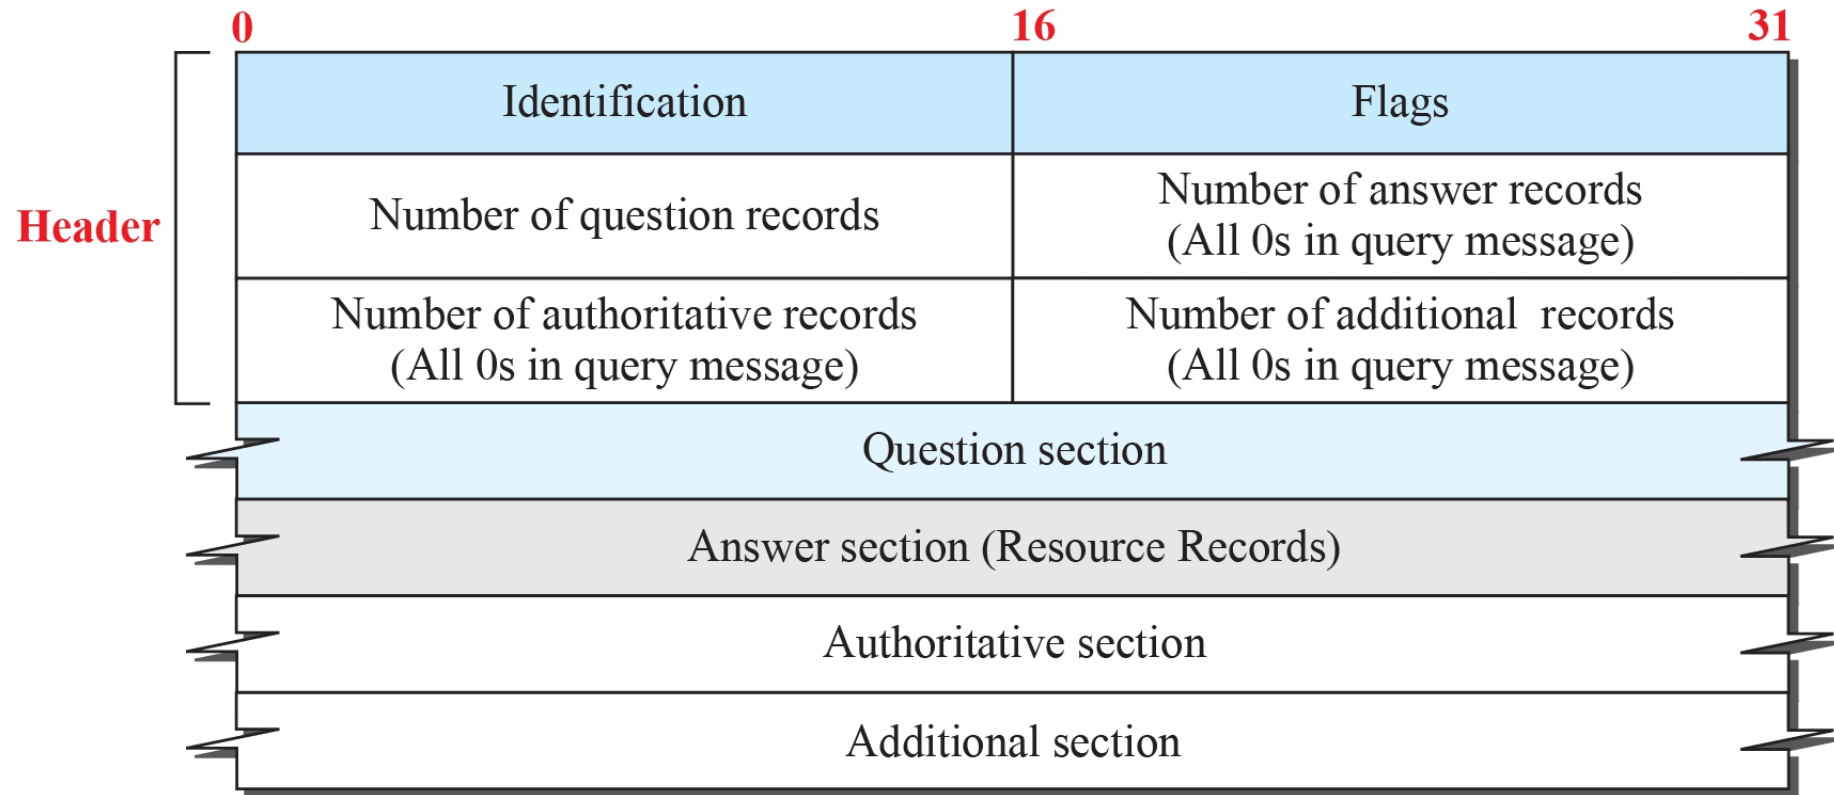 0 16 31
Identification
Flags
Header
Number of question records
Number of answer records
(All 0s in query message)
Number of authoritative records
(All 0s in query message)
Number of additional records
(All 0s in query message)
Question section
Answer section (Resource Records)
Authoritative section
Additional section